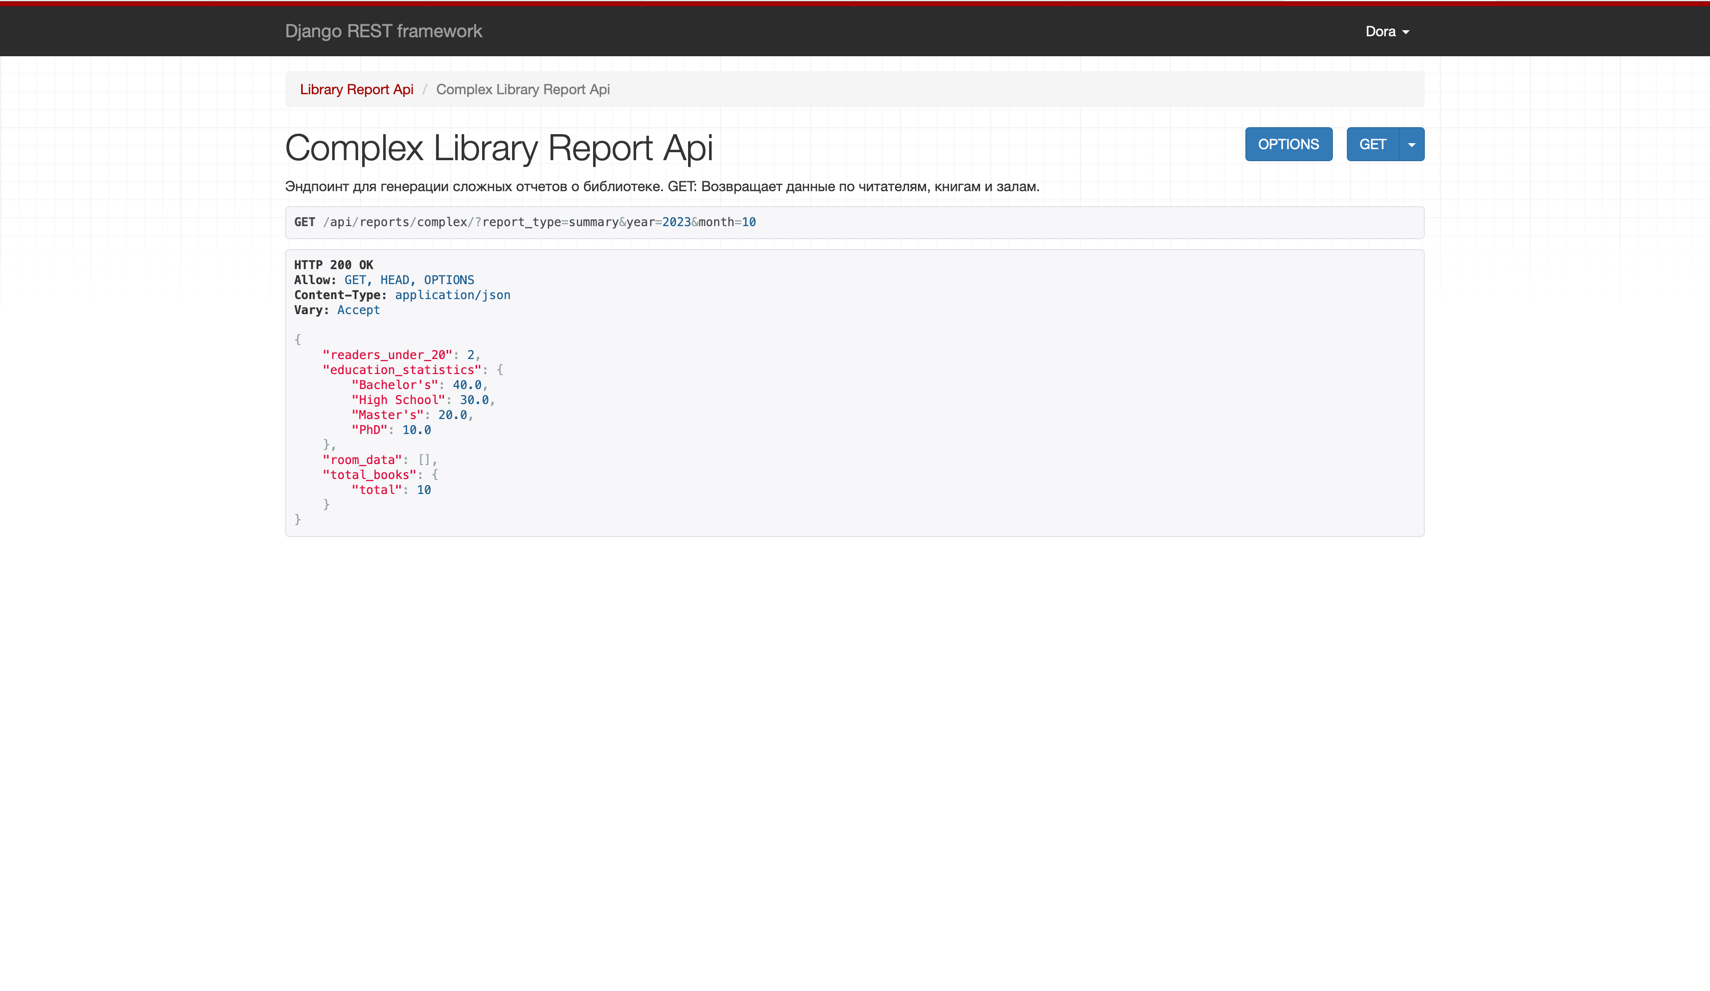 Django REST framework
Dora
Library Report Api / Complex Library Report Api
Complex Library Report Api
OPTIONS
GET
Эндпоинт для генерации сложных отчетов о библиотеке. GET: Возвращает данные по читателям, книгам и залам.
GET /api/reports/complex/?report_type=summary&year=2023&month=10
HTTP 200 OK
Allow: GET, HEAD, OPTIONS
Content-Type: application/json
Vary: Accept
{
    "readers_under_20": 2,
    "education_statistics": {
        "Bachelor's": 40.0,
        "High School": 30.0,
        "Master's": 20.0,
        "PhD": 10.0
    },
    "room_data": [],
    "total_books": {
        "total": 10
    }
}